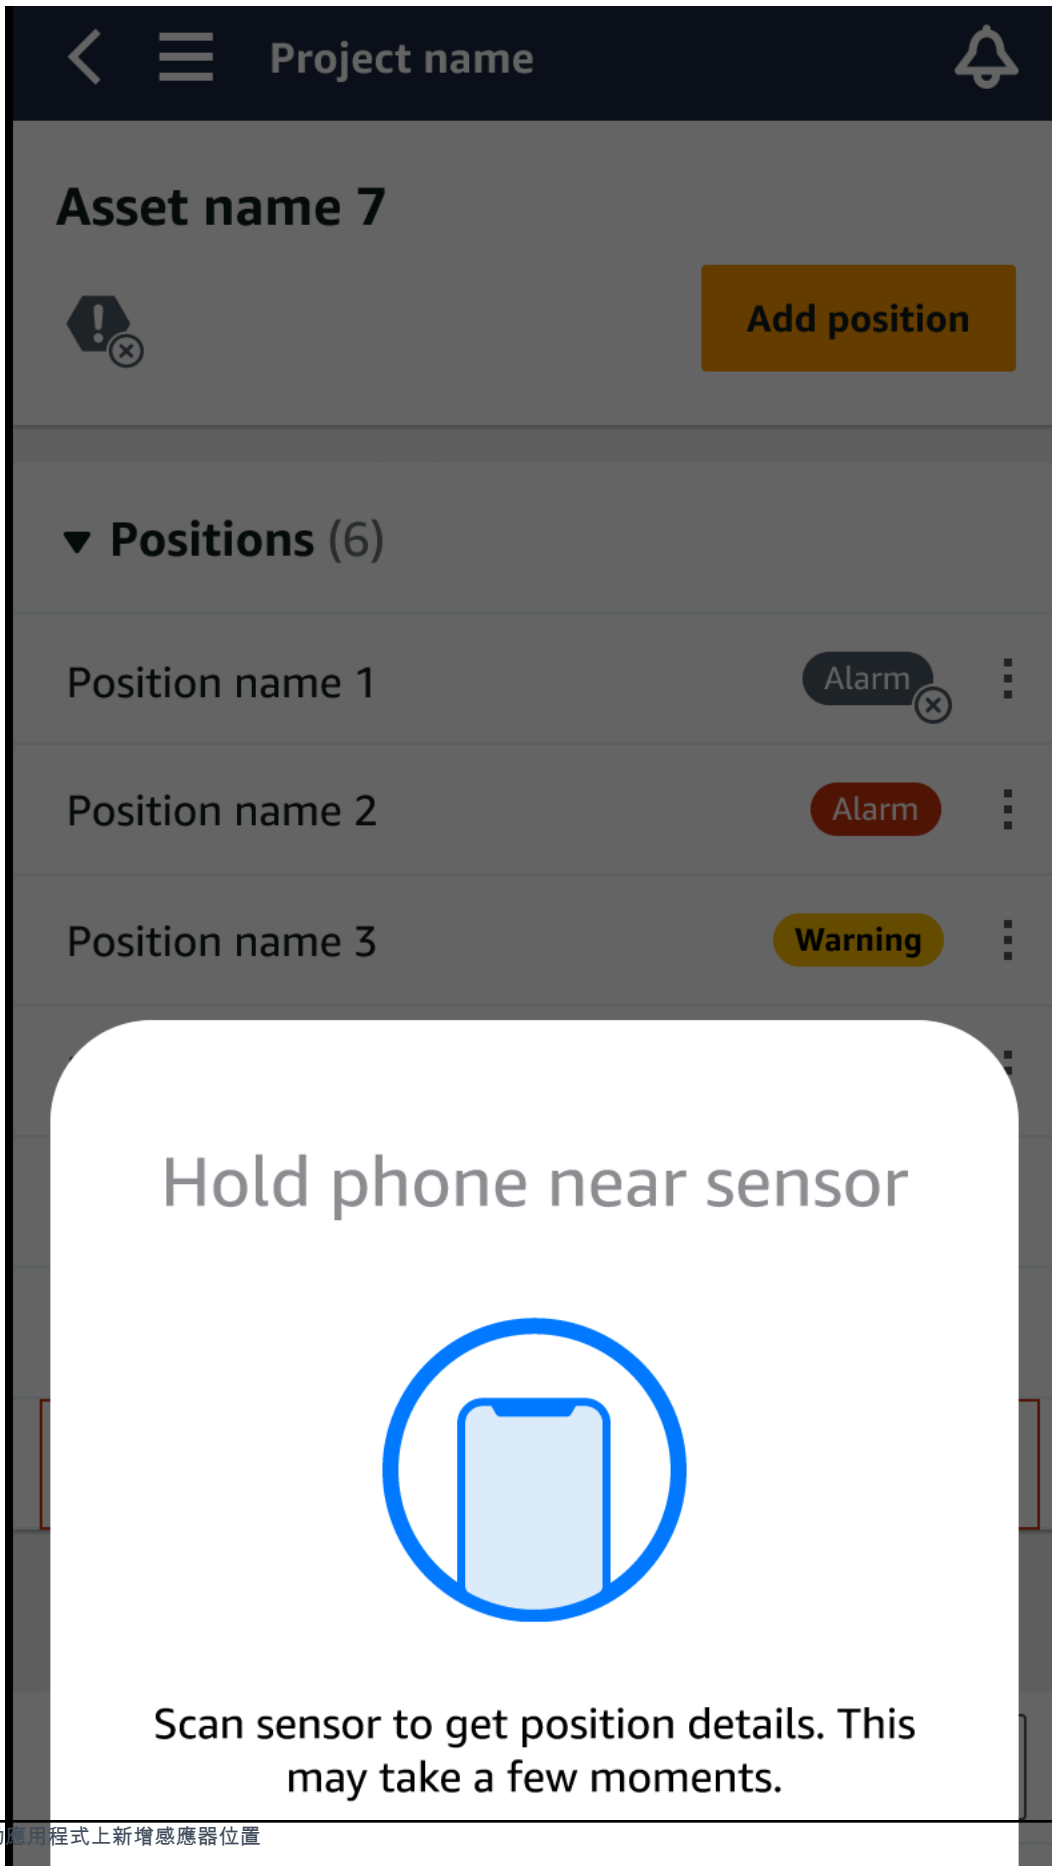 Project name
Asset name 7
Add position
Positions (6)
Position name 1
Alarm
Position name 2
Alarm
Position name 3
Warning
Hold phone near sensor
Scan sensor to get position details. This
may take a few moments.
應用程式上新增感應器位置